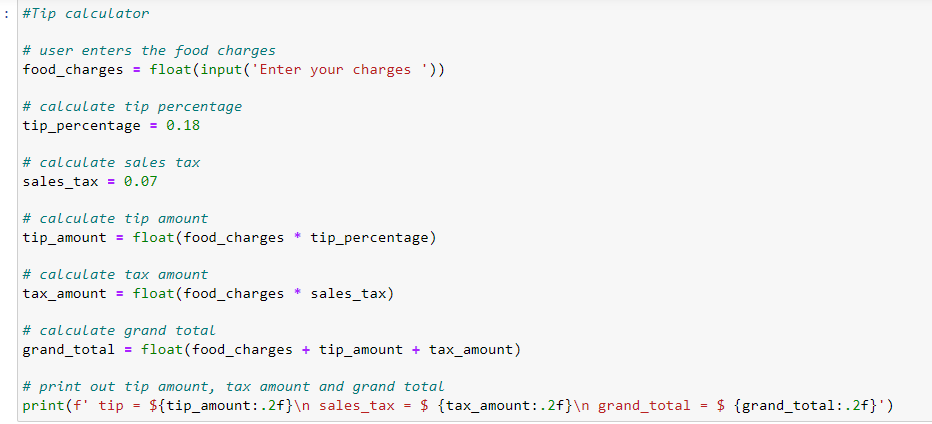 :
#Tip calculator
# user enters the food charges
food_charges = float(input('Enter your charges '))
# calculate tip percentage
tip_percentage = 0.18
# calculate sales tax
sales_tax = 0.07
# calculate tip amount
tip_amount = float(food_charges * tip_percentage)
# calculate tax amount
tax_amount = float(food_charges * sales_tax)
# calculate grand total
grand_total = float(food_charges + tip_amount + tax_amount)
# print out tip amount, tax amount and grand total
print(f' tip = ${tip_amount:.2f}\n sales_tax = $ {tax_amount:.2f}\n grand_total = $ {grand_total:.2f}')